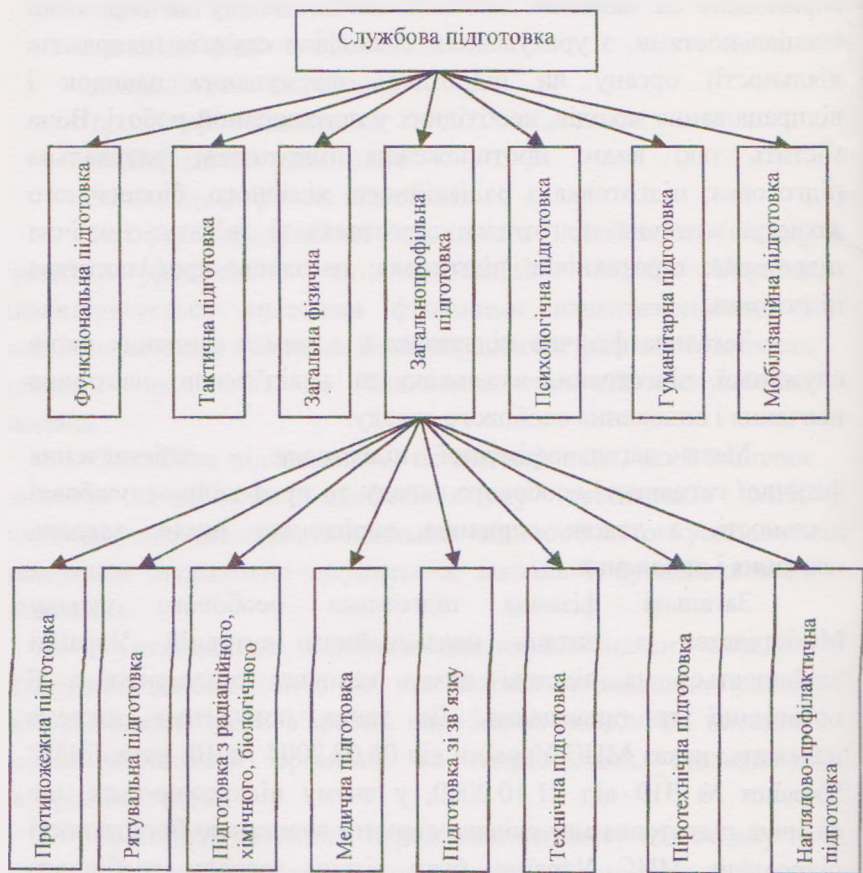 Службова підготовка
Функціональна підготовка
Тактична підготовка
Загальна фізична
Загальнопрофільна
підготовка
Психологічна підготовка
Гуманітарна підготовка
Мобілізаційна підготовка
Протипожежна підготовка
Рятувальна підготовка
Підготовка з радіаційного,
хімічного, біологічного
Медична підготовка
Підготовка зі зв'язку
Технічна підготовка
Піротехнічна підготовка
Наглядово-профілактична
підготовка